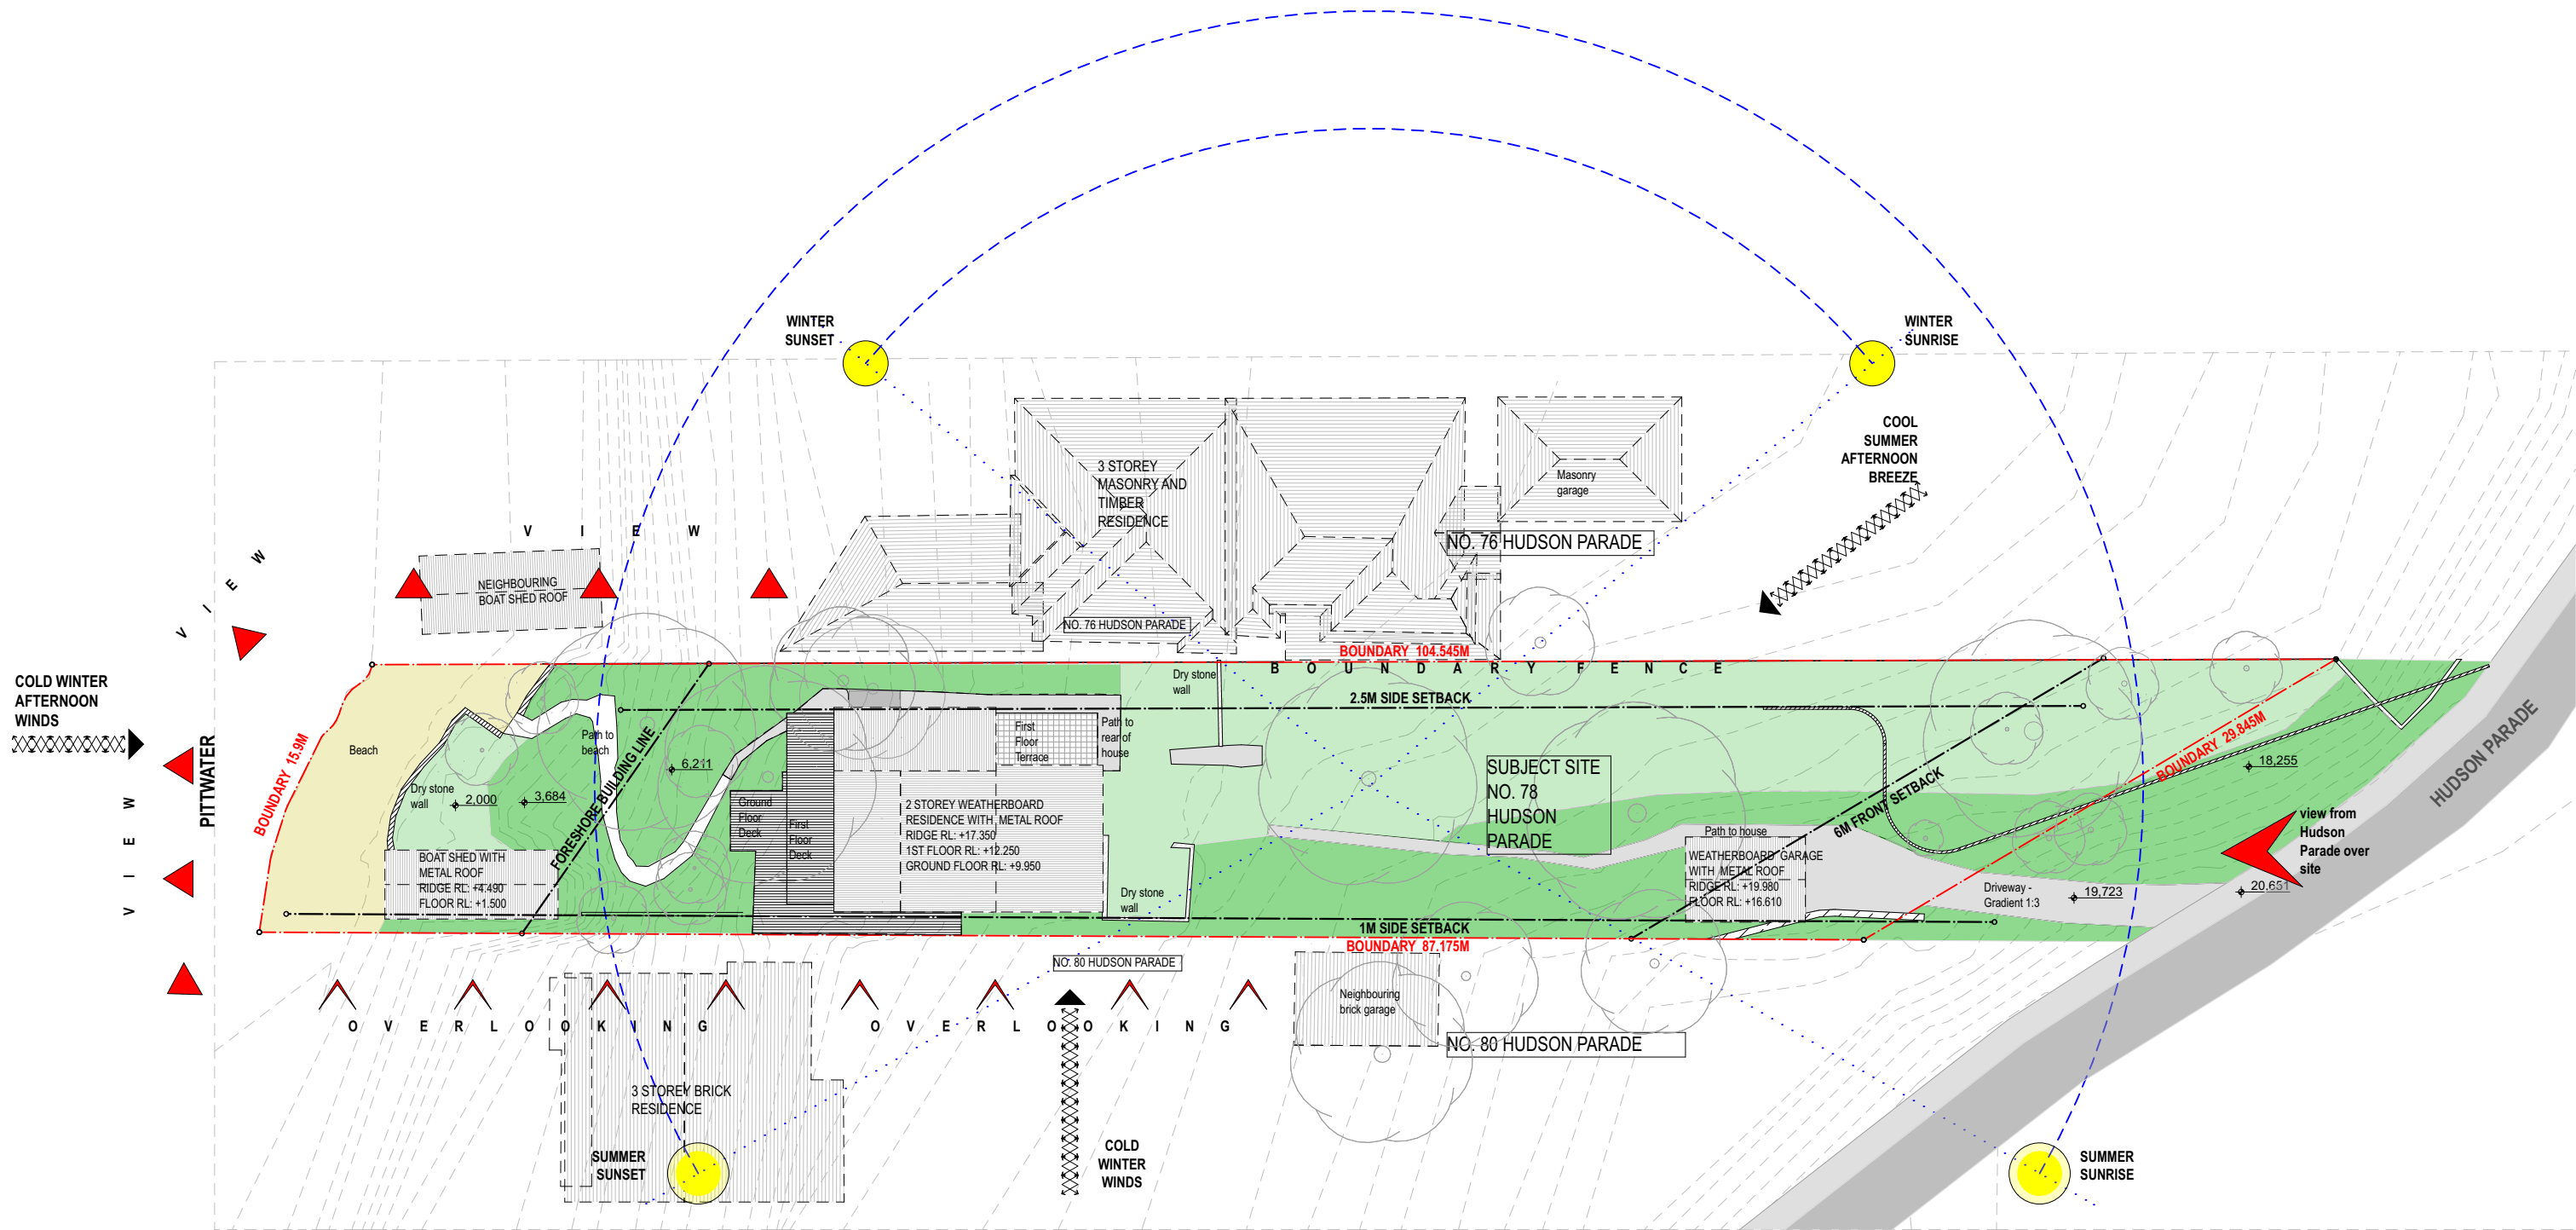 WINTER
SUNSET
WINTER
SUNRISE
COOL
SUMMER
AFTERNOON
BREEZE
3 STOREY
MASONRY AND
TIMBER
RESIDENCE
Masonry
garage
NO. 76 HUDSON PARADE
VIEW
VIEW
NEIGHBOURING
BOAT SHED ROOF
NO. 76 HUDSON PARADE
BOUNDARY 104.545M
BOUNDARY FENCE
COLD WINTER
AFTERNOON
WINDS
PITTWATER
VIEW
BOUNDARY 15.9M
Beach
Path to
beach
FORESHORE BUILDING LINE
6,211
Dry stone
wall
2,000
3,684
BOAT SHED WITH
METAL ROOF
RIDGE RL: +4.490
FLOOR RL: +1.500
Ground
Floor
Deck
First
Floor
Deck
First
Floor
Terrace
Path to
rear of
house
2 STOREY WEATHERBOARD
RESIDENCE WITH METAL ROOF
RIDGE RL: +17.350
1ST FLOOR RL: +12.250
GROUND FLOOR RL: +9.950
Dry stone
wall
Dry stone
wall
2.5M SIDE SETBACK
SUBJECT SITE
NO. 78
HUDSON
PARADE
Path to house
WEATHERBOARD GARAGE
WITH METAL ROOF
RIDGE RL: +19.980
FLOOR RL: +16.610
6M FRONT SETBACK
BOUNDARY 29.845M
18,255
HUDSON PARADE
view from
Hudson
Parade over
site
Driveway -
Gradient 1:3
19,723
20,651
1M SIDE SETBACK
BOUNDARY 87.175M
NO. 80 HUDSON PARADE
OVERLOOKING
OVERLOOKING
Neighbouring
brick garage
NO. 80 HUDSON PARADE
3 STOREY BRICK
RESIDENCE
SUMMER
SUNSET
COLD
WINTER
WINDS
SUMMER
SUNRISE